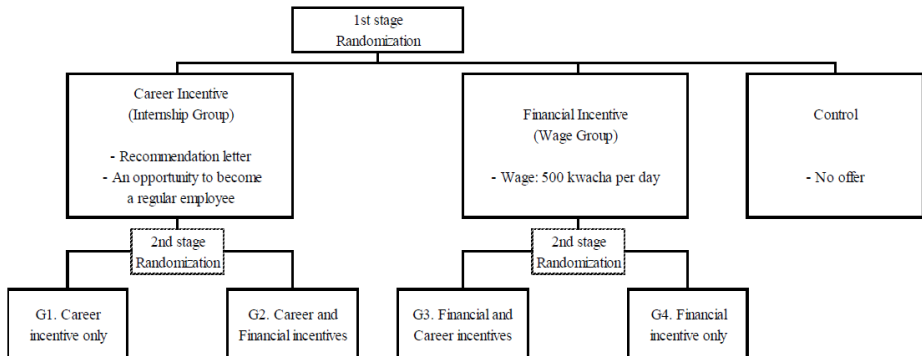 1st stage
Randomization
Career Incentive
(Internship Group)
- Recommendation letter
- An opportunity to become
a regular employee
Financial Incentive
(Wage Group)
- Wage: 500 kwacha per day
Control
- No offer
2nd stage
Randomization
2nd stage
Randomization
G1. Career
incentive only
G2. Career and
Financial incentives
G3. Financial and
Career incentives
G4. Financial
incentive only